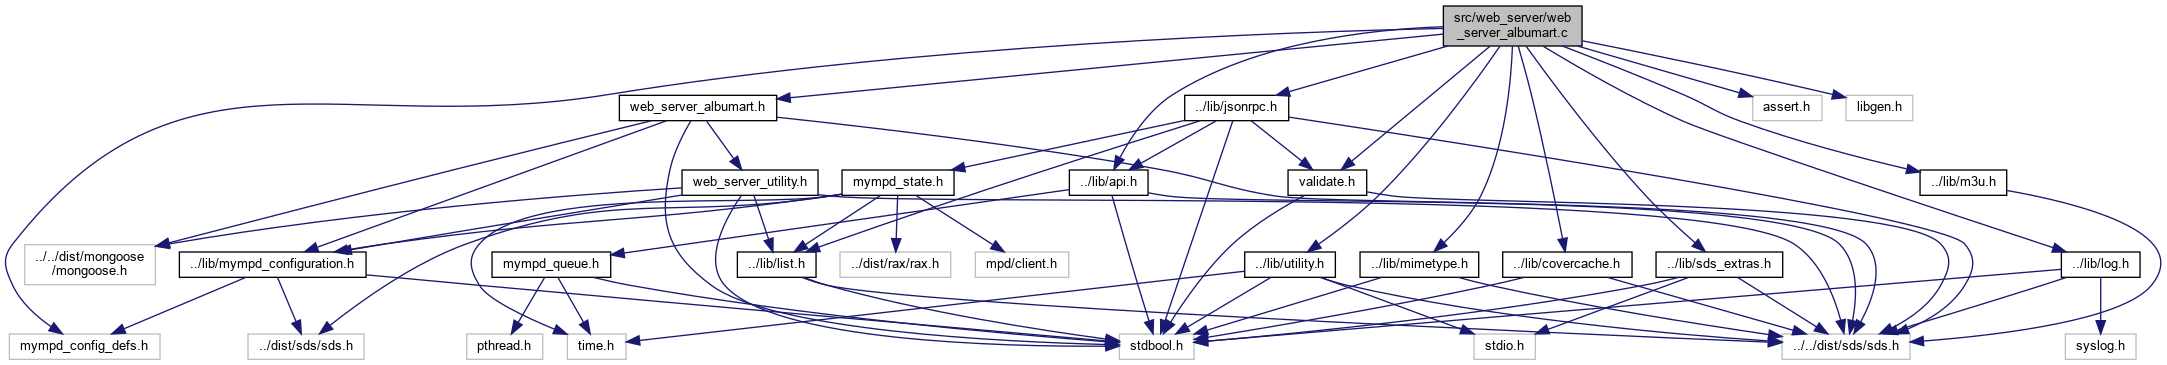 src/web_server/web
_server_albumart.c
web_server_albumart.h
../lib/jsonrpc.h
assert.h
libgen.h
web_server_utility.h
mympd_state.h
../lib/api.h
validate.h
../lib/m3u.h
../../dist/mongoose
/mongoose.h
../lib/mympd_configuration.h
mympd_queue.h
../lib/list.h
../dist/rax/rax.h
mpd/client.h
../lib/utility.h
../lib/mimetype.h
../lib/covercache.h
../lib/sds_extras.h
../lib/log.h
mympd_config_defs.h
../dist/sds/sds.h
pthread.h
time.h
stdbool.h
stdio.h
../../dist/sds/sds.h
syslog.h